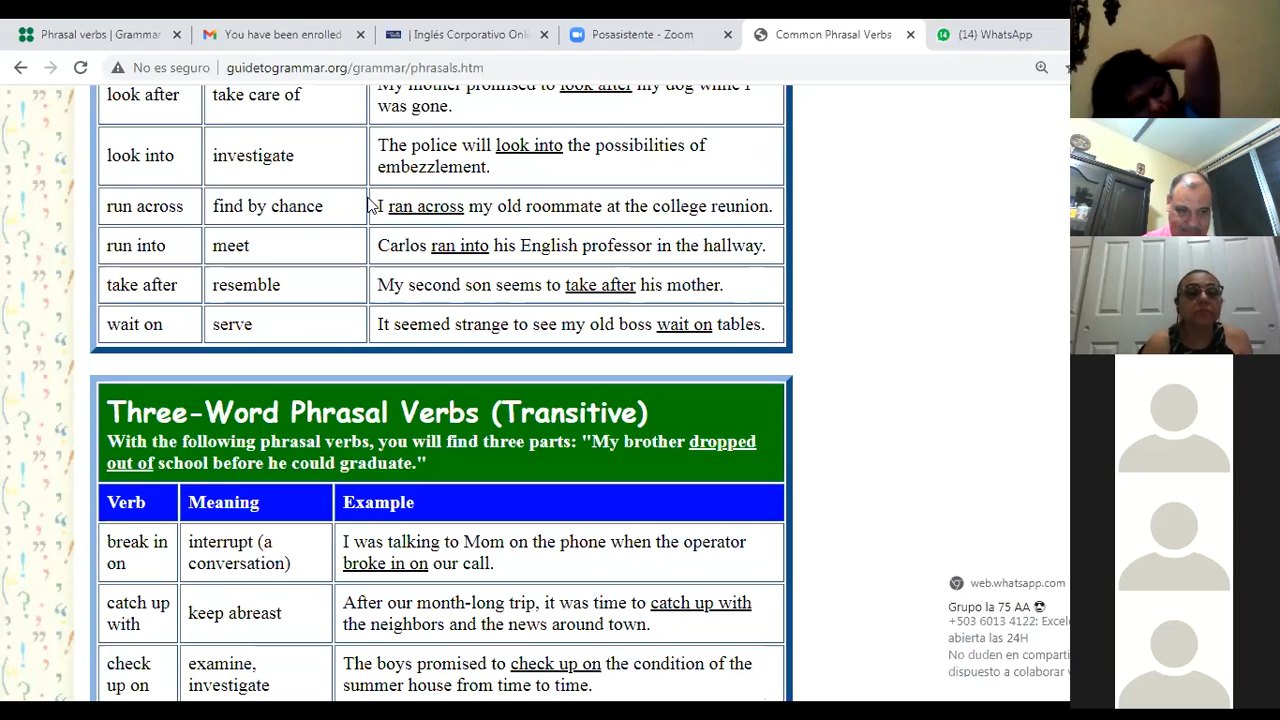 Phrasal verbs | Grammar
You have been enrolled
| Inglés Corporativo Onli
Posasistente - Zoom
Common Phrasal Verbs
(14) WhatsApp
No es seguro guidetogrammar.org/grammar/phrasals.htm
look after take care of My mother promised to look after my dog while I
was gone.
look into investigate The police will look into the possibilities of
embezzlement.
run across find by chance I ran across my old roommate at the college reunion.
run into meet Carlos ran into his English professor in the hallway.
take after resemble My second son seems to take after his mother.
wait on serve It seemed strange to see my old boss wait on tables.
Three-Word Phrasal Verbs (Transitive)
With the following phrasal verbs, you will find three parts: "My brother dropped
out of school before he could graduate."
Verb Meaning Example
break in on interrupt (a conversation) I was talking to Mom on the phone when the operator
broke in on our call.
catch up with keep abreast After our month-long trip, it was time to catch up with
the neighbors and the news around town.
check up on examine, investigate The boys promised to check up on the condition of the
summer house from time to time.
web.whatsapp.com
Grupo la 75 AA
+503 6013 4122: Excele
abierta las 24H
No duden en comparti
dispuesto a colaborar